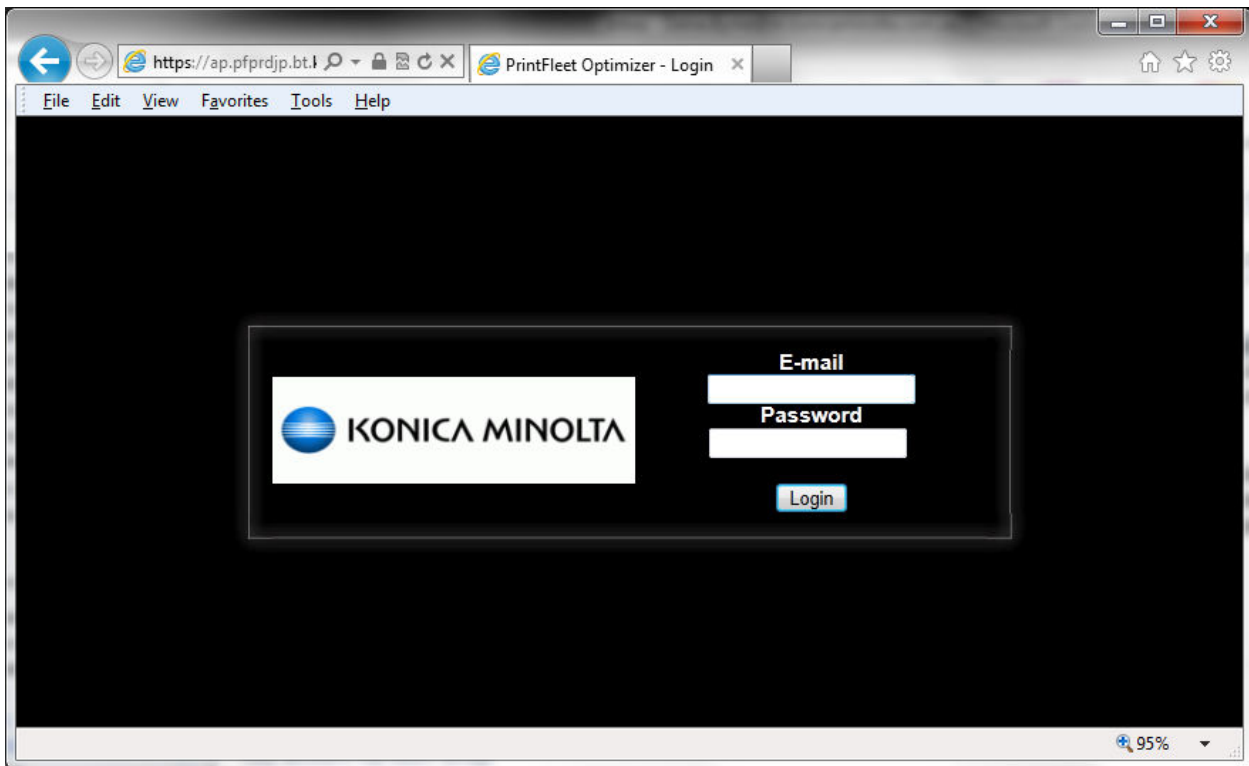 https://ap.pfprdjp.bt.
PrintFleet Optimizer - Login
File Edit View Favorites Tools Help
E-mail
KONICA MINOLTA
Password
Login
95%